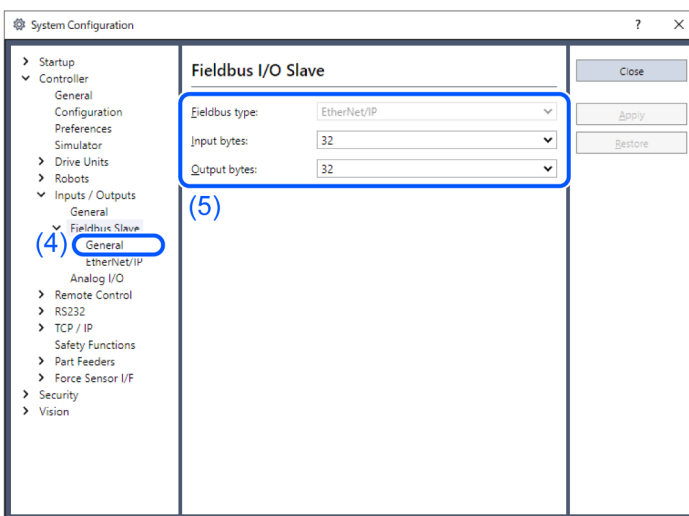 System Configuration
Startup
Controller
General
Configuration
Preferences
Simulator
Drive Units
Robots
Inputs / Outputs
General
Fieldbus Slave
(4) General
EtherNet/IP
Analog I/O
Remote Control
RS232
TCP / IP
Safety Functions
Part Feeders
Force Sensor I/F
Security
Vision
Fieldbus I/O Slave
Fieldbus type: EtherNet/IP
Input bytes: 32
Output bytes: 32
(5)
Close
Apply
Restore